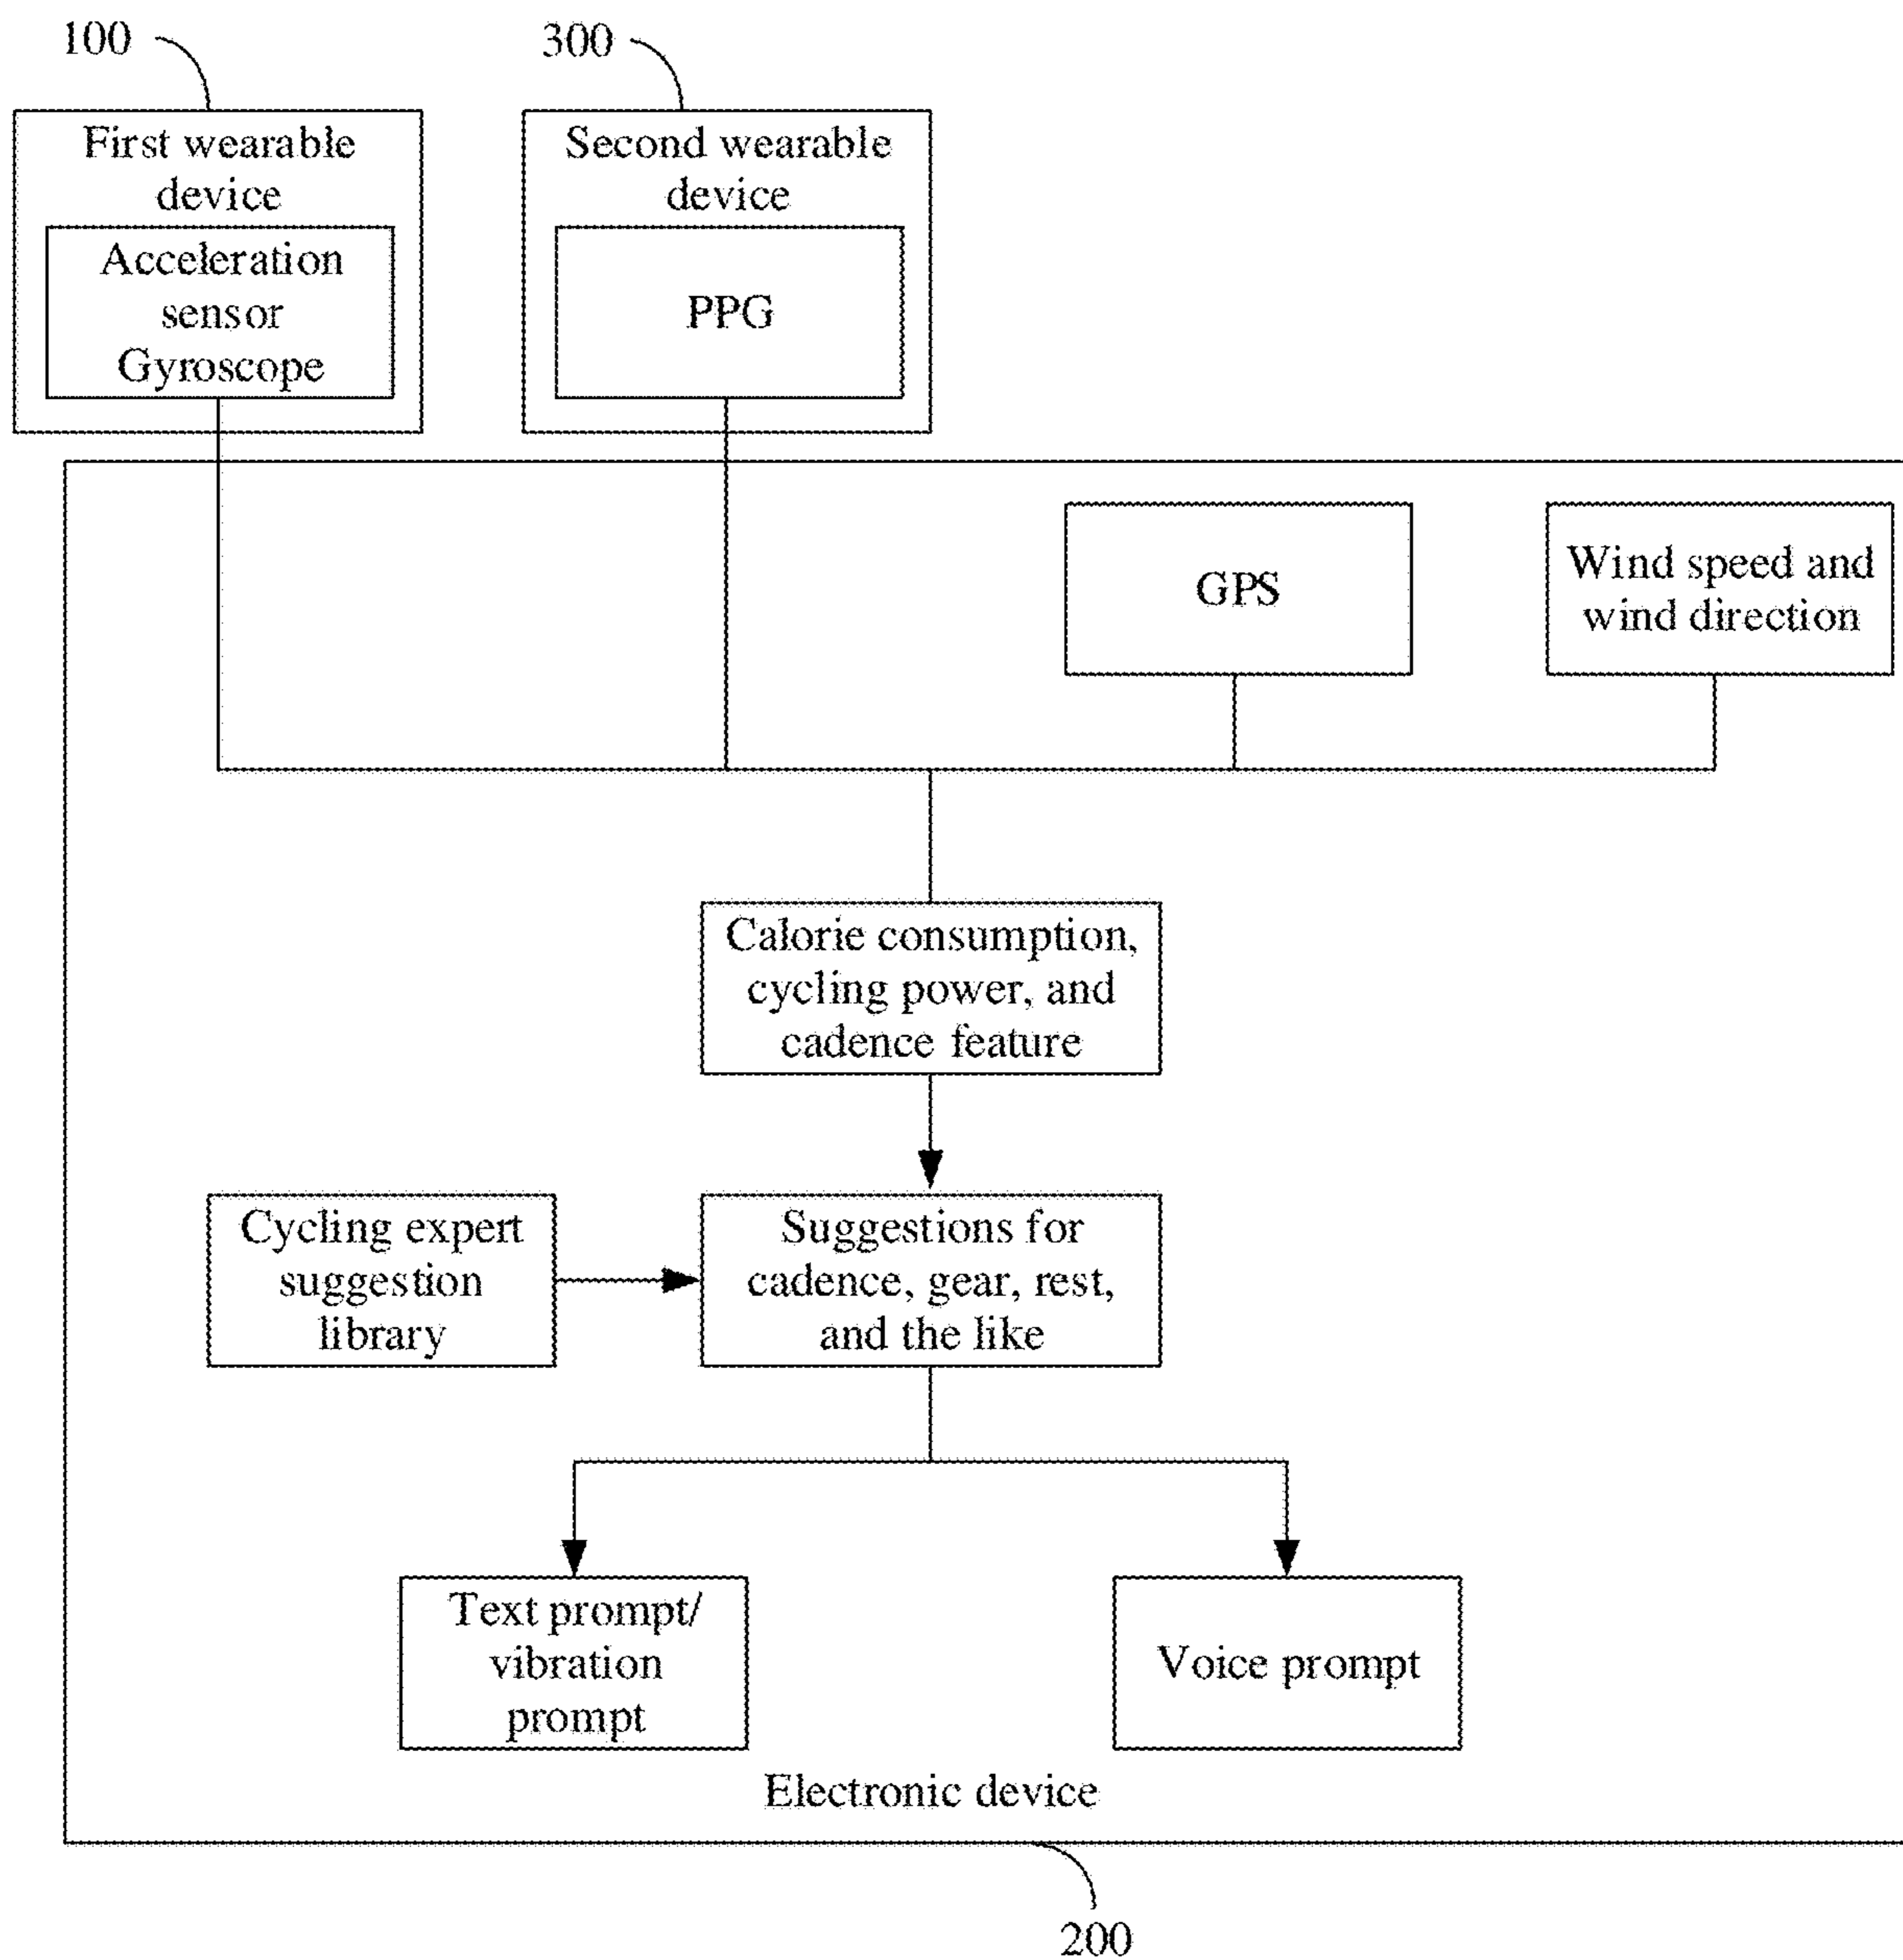 100
300
First wearable
device
Acceleration
sensor
Gyroscope
Second wearable
device
PPG
GPS
Wind speed and
wind direction
Calorie consumption,
cycling power, and
cadence feature
Cycling expert
suggestion
library
Suggestions for
cadence, gear, rest,
and the like
Text prompt/
vibration
prompt
Voice prompt
Electronic device
200